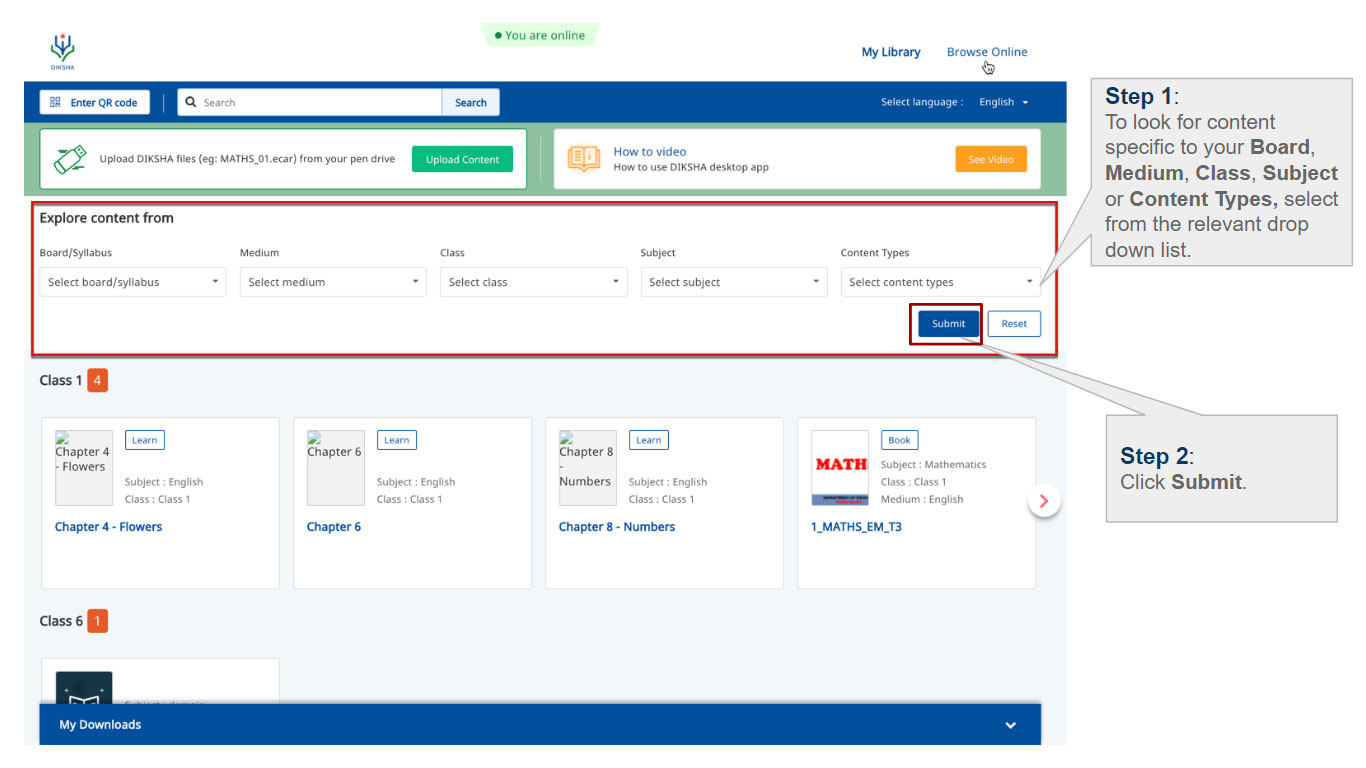 You are online
DIKSHA
My Library
Browse Online
Enter QR code
Search
Search
Select language :
English
Upload DIKSHA files (eg: MATHS_01.ecar) from your pen drive
Upload Content
How to video
How to use DIKSHA desktop app
See Video
Explore content from
Board/Syllabus
Medium
Class
Subject
Content Types
Select board/syllabus
Select medium
Select class
Select subject
Select content types
Submit
Reset
Step 1:
To look for content
specific to your Board,
Medium, Class, Subject
or Content Types, select
from the relevant drop
down list.
Step 2:
Click Submit.
Class 1 4
Chapter 4
- Flowers
Learn
Subject : English
Class : Class 1
Chapter 4 - Flowers
Chapter 6
Learn
Subject : English
Class : Class 1
Chapter 6
Chapter 8
-
Numbers
Learn
Subject : English
Class : Class 1
Chapter 8 - Numbers
MATH
Book
Subject : Mathematics
Class : Class 1
Medium : English
1_MATHS_EM_T3
Class 6 1
My Downloads